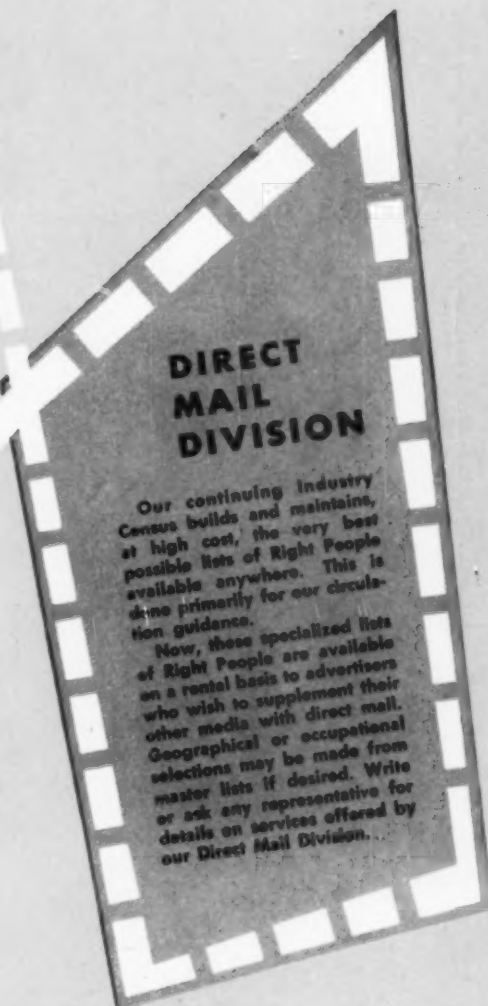 DIRECT
MAIL
DIVISION
Our continuing Industry
Census builds and maintains,
at high cost, the very best
possible lists of Right People
available anywhere. This is
done primarily for our circula-
tion guidance.
Now, these specialized lists
of Right People are available
on a rental basis to advertisers
who wish to supplement their
other media with direct mail.
Geographical or occupational
selections may be made from
master lists if desired. Write
or ask any representative for
details on services offered by
our Direct Mail Division...